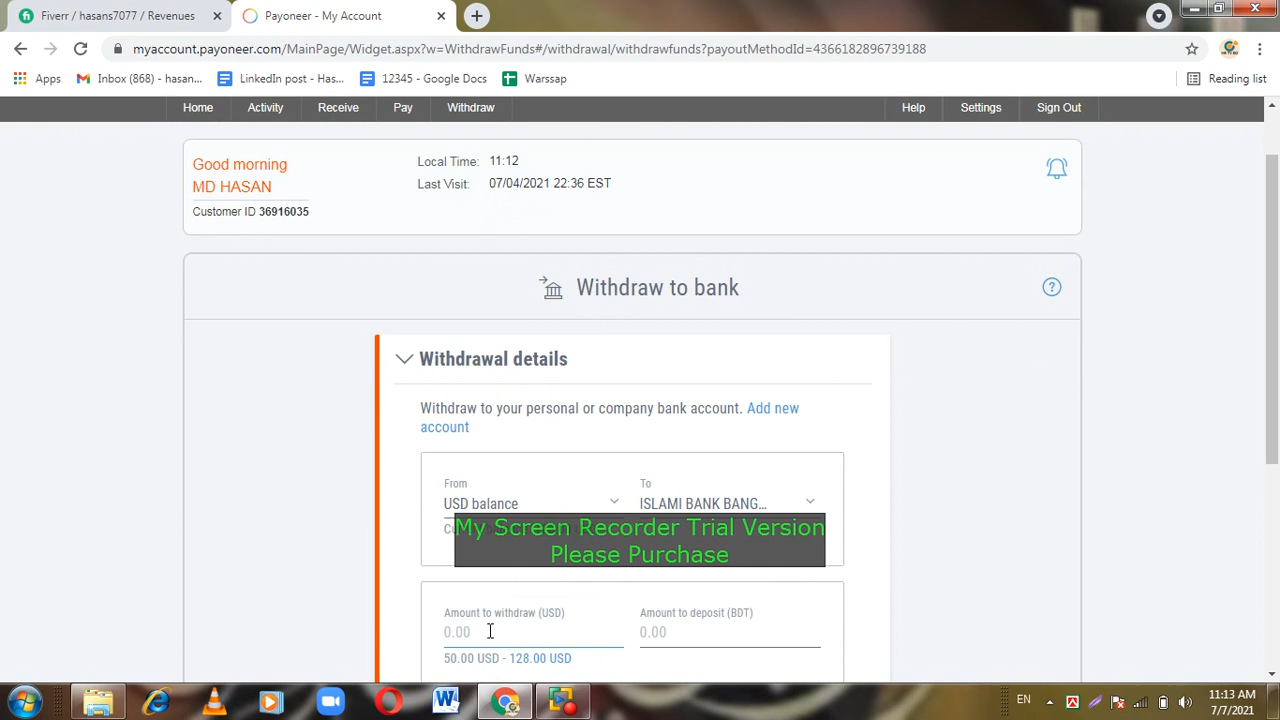 Fiverr / hasans7077 / Revenues
Payoneer - My Account
myaccount.payoneer.com/MainPage/Widget.aspx?w=WithdrawFunds#/withdrawal/withdrawfunds?payoutMethodId=4366182896739188
Apps
Inbox (868) - hasan...
LinkedIn post - Has...
12345 - Google Docs
Warssap
Reading list
Home Activity Receive Pay Withdraw Help Settings Sign Out
Good morning
MD HASAN
Customer ID 36916035
Local Time: 11:12
Last Visit: 07/04/2021 22:36 EST
Withdraw to bank
Withdrawal details
Withdraw to your personal or company bank account. Add new
account
From To
USD balance ISLAMI BANK BANG...
My Screen Recorder Trial Version
Please Purchase
Amount to withdraw (USD) Amount to deposit (BDT)
0.00 0.00
50.00 USD - 128.00 USD
EN
11:13 AM
7/7/2021